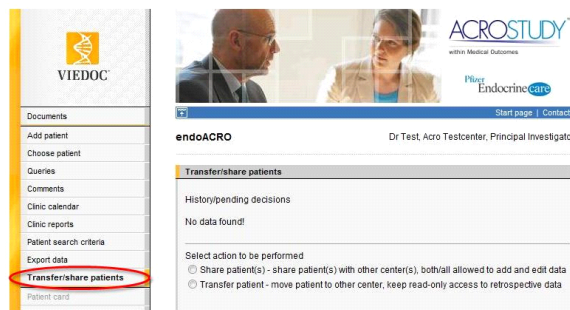 VIEDOC
Documents
Add patient
Choose patient
Queries
Comments
Clinic calendar
Clinic reports
Patient search criteria
Export data
Transfer/share patients
Patient card
ACROSTUDY
within Medical Outcomes
Pfizer
Endocrinecare
Start page | Contact
endoACRO
Dr Test, Acro Testcenter, Principal Investigato
Transfer/share patients
History/pending decisions
No data found!
Select action to be performed
Share patient(s) - share patient(s) with other center(s), both/all allowed to add and edit data
Transfer patient - move patient to other center, keep read-only access to retrospective data